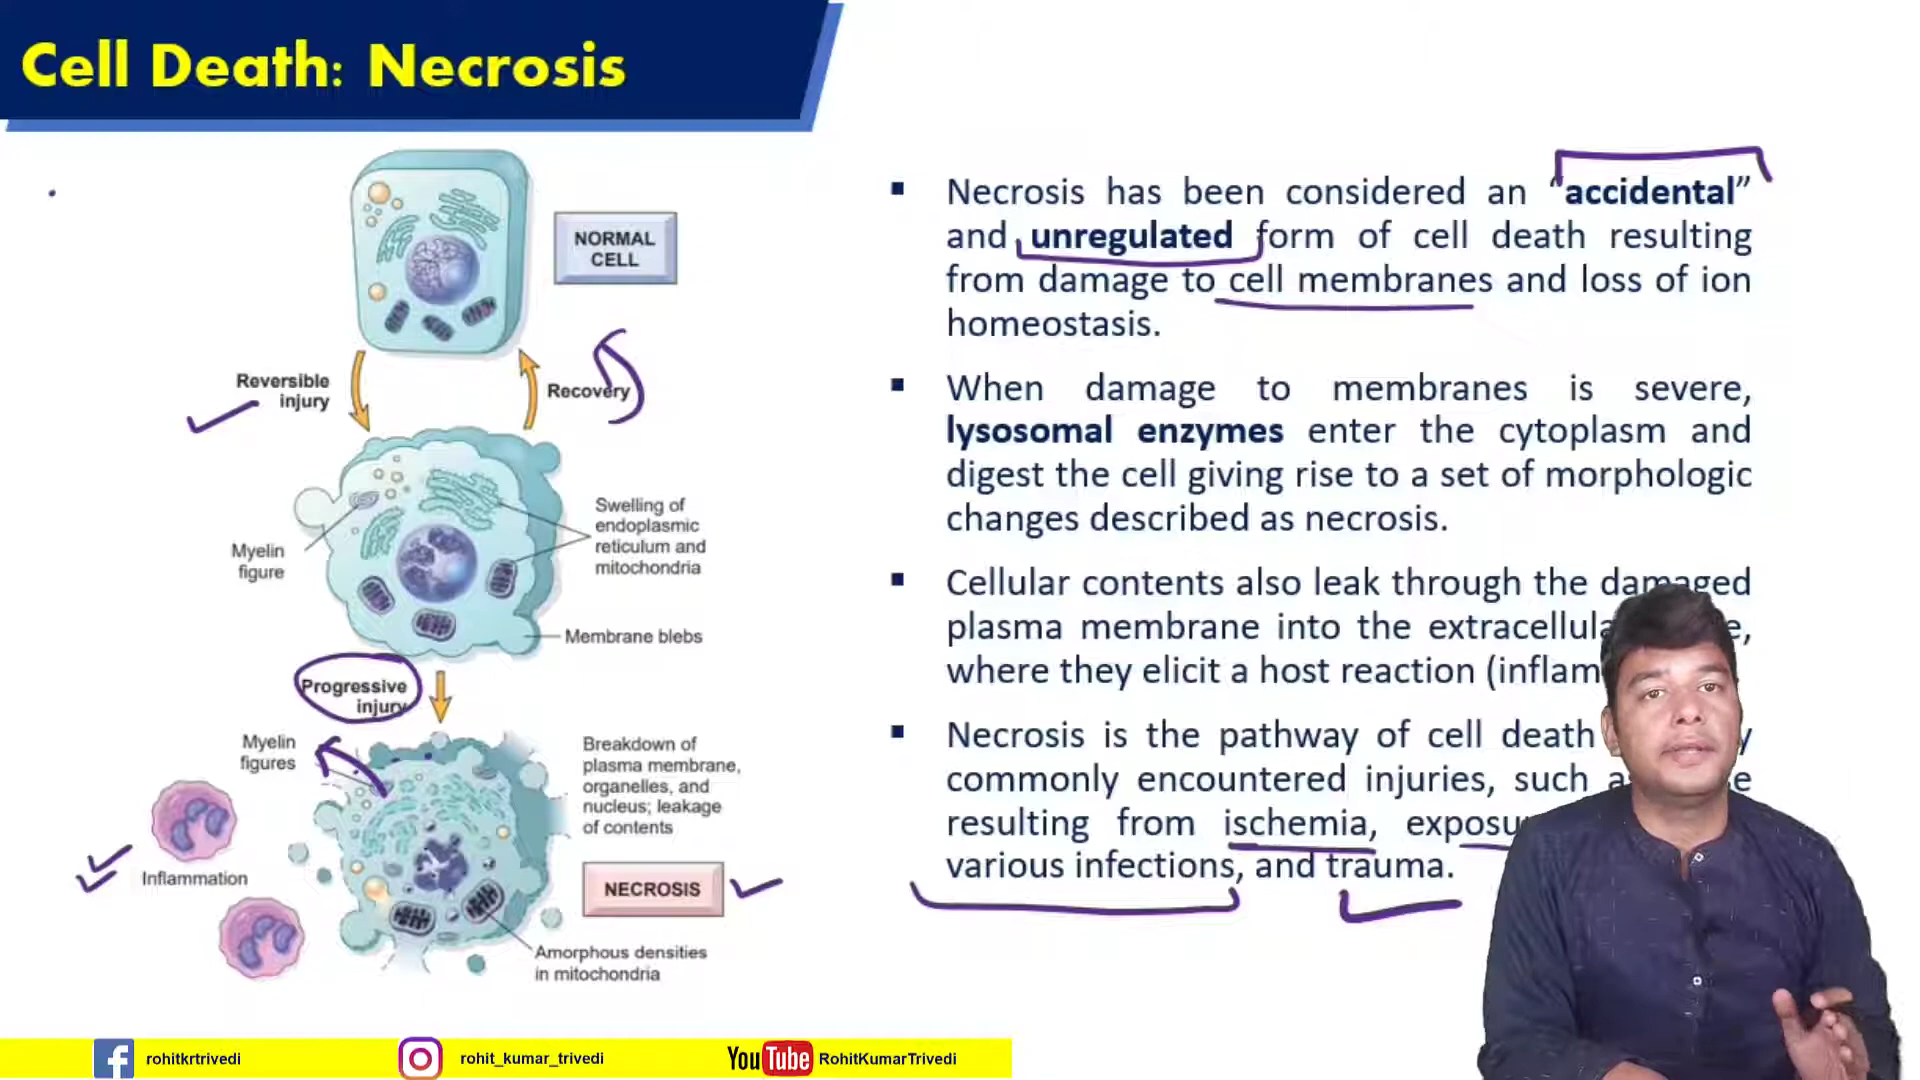 Cell Death: Necrosis
NORMAL
CELL
Reversible
injury
Recovery
Swelling of
endoplasmic
reticulum and
mitochondria
Myelin
figure
Membrane blebs
Progressive
injury
Myelin
figures
Breakdown of
plasma membrane,
organelles, and
nucleus; leakage
of contents
Inflammation
NECROSIS
Amorphous densities
in mitochondria
▪ Necrosis has been considered an “accidental”
and unregulated form of cell death resulting
from damage to cell membranes and loss of ion
homeostasis.
▪ When damage to membranes is severe,
lysosomal enzymes enter the cytoplasm and
digest the cell giving rise to a set of morphologic
changes described as necrosis.
▪ Cellular contents also leak through the damaged
plasma membrane into the extracellula
where they elicit a host reaction (inflam
▪ Necrosis is the pathway of cell death
commonly encountered injuries, such
resulting from ischemia,
various infections, and trauma.
rohitkrtrivedi
rohit_kumar_trivedi
YouTube RohitKumarTrivedi